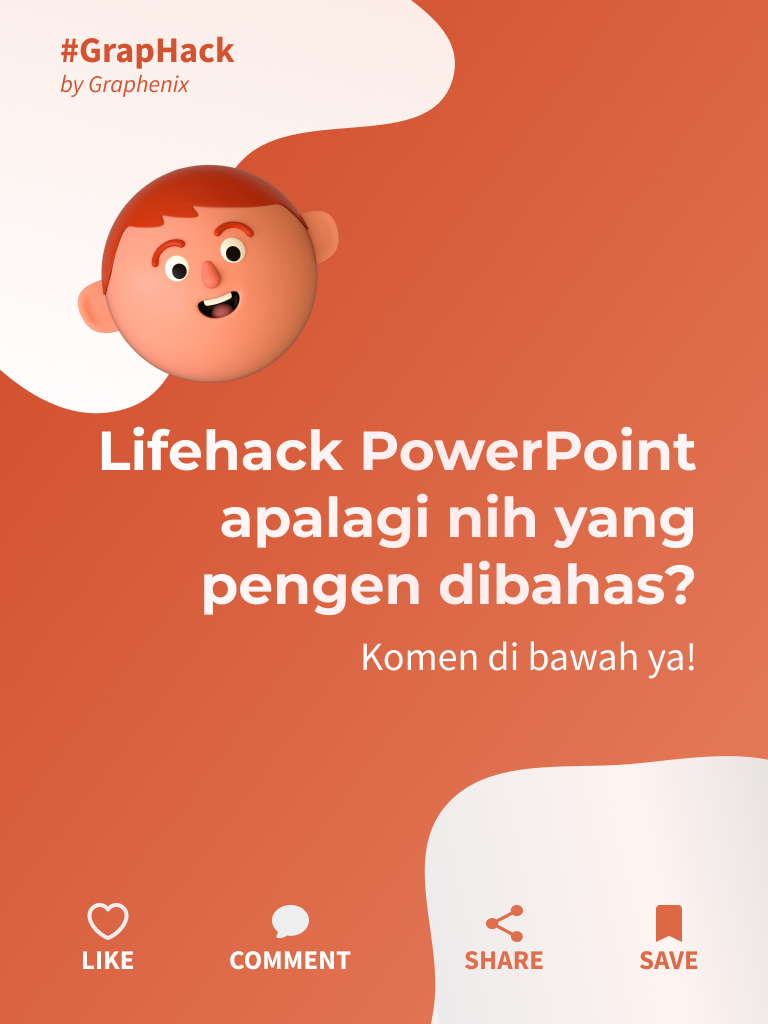 #GrapHack
by Graphenix
Lifehack PowerPoint
apalagi nih yang
pengen dibahas?
Komen di bawah ya!
LIKE
COMMENT
SHARE
SAVE